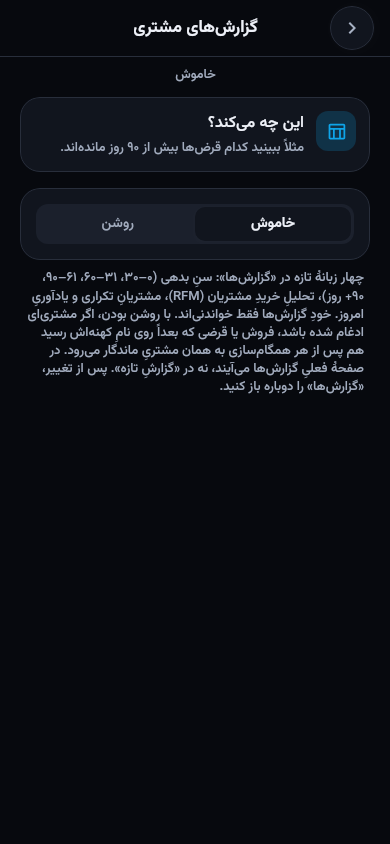 گزارش‌های مشتری
خاموش
این چه می‌کند؟
مثلاً ببینید کدام قرض‌ها بیش از ۹۰ روز مانده‌اند.
خاموش
روشن
چهار زبانهٔ تازه در «گزارش‌ها»: سنِ بدهی (۰–۳۰، ۳۱–۶۰، ۶۱–۹۰،
۹۰+ روز)، تحلیلِ خریدِ مشتریان (RFM)، مشتریانِ تکراری و یادآوریِ
امروز. خودِ گزارش‌ها فقط خواندنی‌اند. با روشن بودن، اگر مشتری‌ای
ادغام شده باشد، فروش یا قرضی که بعداً روی نامِ کهنه‌اش رسید
هم پس از هر همگام‌سازی به همان مشتریِ ماندگار می‌رود. در
صفحهٔ فعلیِ گزارش‌ها می‌آیند، نه در «گزارشِ تازه». پس از تغییر،
«گزارش‌ها» را دوباره باز کنید.